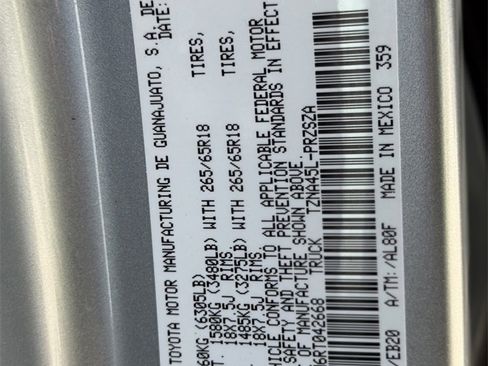 TOYOTA MOTOR MANUFACTURING DE GUANAJUATO, S.A. DE
DATE:
60KG (6305LB)
T. 1580KG (3480LB) WITH 265/65R18 TIRES,
18X7.5J RIMS
1485KG (3275LB) WITH 265/65R18 TIRES,
18X7.5J RIMS
HICLE CONFORMS TO ALL APPLICABLE FEDERAL MOTOR
SAFETY AND THEFT PREVENTION STANDARDS IN EFFECT
OF MANUFACTURE SHOWN ABOVE.
6RT042668 TRUCK TZNA45L-PRZSZA
/EB20 A/TM:/AL80F MADE IN MEXICO 359